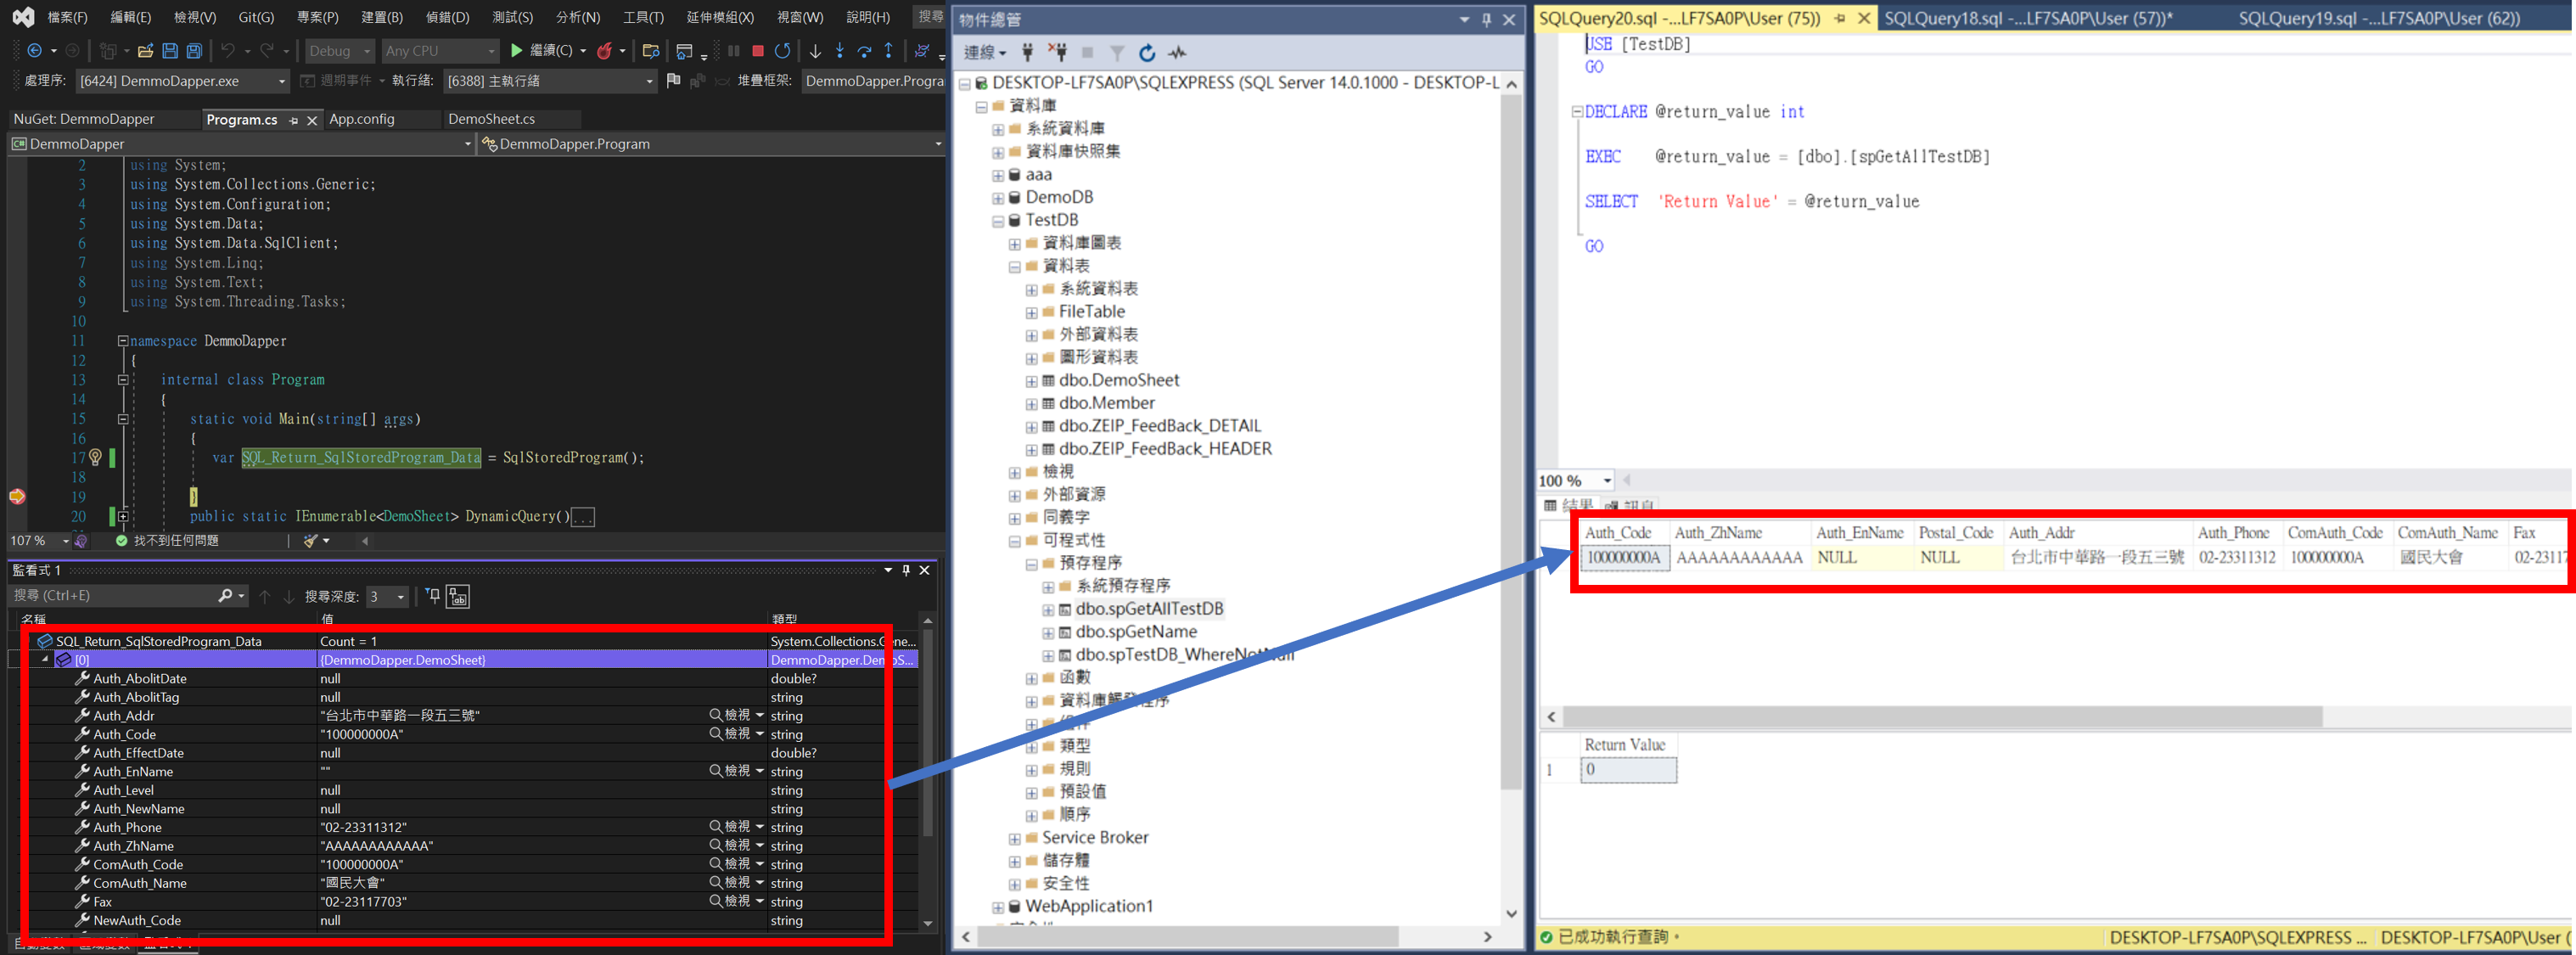 檔案(F) 編輯(E) 檢視(V) Git(G) 專案(P) 建置(B) 偵錯(D) 測試(S) 分析(N) 工具(T) 延伸模組(X) 視窗(W) 說明(H) 搜尋
Debug Any CPU 繼續(C)
處理序: [6424] DemmoDapper.exe 週期事件 執行緒: [6388] 主執行緒 堆疊框架: DemmoDapper.Progra
NuGet: DemmoDapper Program.cs App.config DemoSheet.cs
DemmoDapper DemmoDapper.Program
2 using System;
3 using System.Collections.Generic;
4 using System.Configuration;
5 using System.Data;
6 using System.Data.SqlClient;
7 using System.Linq;
8 using System.Text;
9 using System.Threading.Tasks;
10
11 namespace DemmoDapper
12 {
13 internal class Program
14 {
15 static void Main(string[] args)
16 {
17 var SQL_Return_SqlStoredProgram_Data = SqlStoredProgram();
18
19 }
20 public static IEnumerable<DemoSheet> DynamicQuery()...
107 % 找不到任何問題
監看式 1
搜尋 (Ctrl+E) 搜尋深度: 3
名稱 值 類型
SQL_Return_SqlStoredProgram_Data Count = 1 System.Collections.Gene...
[0] {DemmoDapper.DemoSheet} DemmoDapper.DemoS...
Auth_AbolitDate null double?
Auth_AbolitTag null string
Auth_Addr "台北市中華路一段五三號" 檢視 string
Auth_Code "100000000A" 檢視 string
Auth_EffectDate null double?
Auth_EnName "" 檢視 string
Auth_Level null string
Auth_NewName null string
Auth_Phone "02-23311312" 檢視 string
Auth_ZhName "AAAAAAAAAAAA" 檢視 string
ComAuth_Code "100000000A" 檢視 string
ComAuth_Name "國民大會" 檢視 string
Fax "02-23117703" 檢視 string
NewAuth_Code null string
自動變數 區域變數 監看式 1
物件總管
連線
DESKTOP-LF7SA0P\SQLEXPRESS (SQL Server 14.0.1000 - DESKTOP-L
資料庫
系統資料庫
資料庫快照集
aaa
DemoDB
TestDB
資料庫圖表
資料表
系統資料表
FileTable
外部資料表
圖形資料表
dbo.DemoSheet
dbo.Member
dbo.ZEIP_FeedBack_DETAIL
dbo.ZEIP_FeedBack_HEADER
檢視
外部資源
同義字
可程式性
預存程序
系統預存程序
dbo.spGetAllTestDB
dbo.spGetName
dbo.spTestDB_WhereNotNull
函數
資料庫觸發程序
組件
類型
規則
預設值
順序
Service Broker
儲存體
安全性
WebApplication1
SQLQuery20.sql -...LF7SA0P\User (75)) SQLQuery18.sql -...LF7SA0P\User (57))* SQLQuery19.sql -...LF7SA0P\User (62))
USE [TestDB]
GO
DECLARE @return_value int
EXEC @return_value = [dbo].[spGetAllTestDB]
SELECT 'Return Value' = @return_value
GO
100 %
結果 訊息
Auth_Code Auth_ZhName Auth_EnName Postal_Code Auth_Addr Auth_Phone ComAuth_Code ComAuth_Name Fax
100000000A AAAAAAAAAAAA NULL NULL 台北市中華路一段五三號 02-23311312 100000000A 國民大會 02-2311
Return Value
1 0
已成功執行查詢。 DESKTOP-LF7SA0P\SQLEXPRESS ... DESKTOP-LF7SA0P\User (